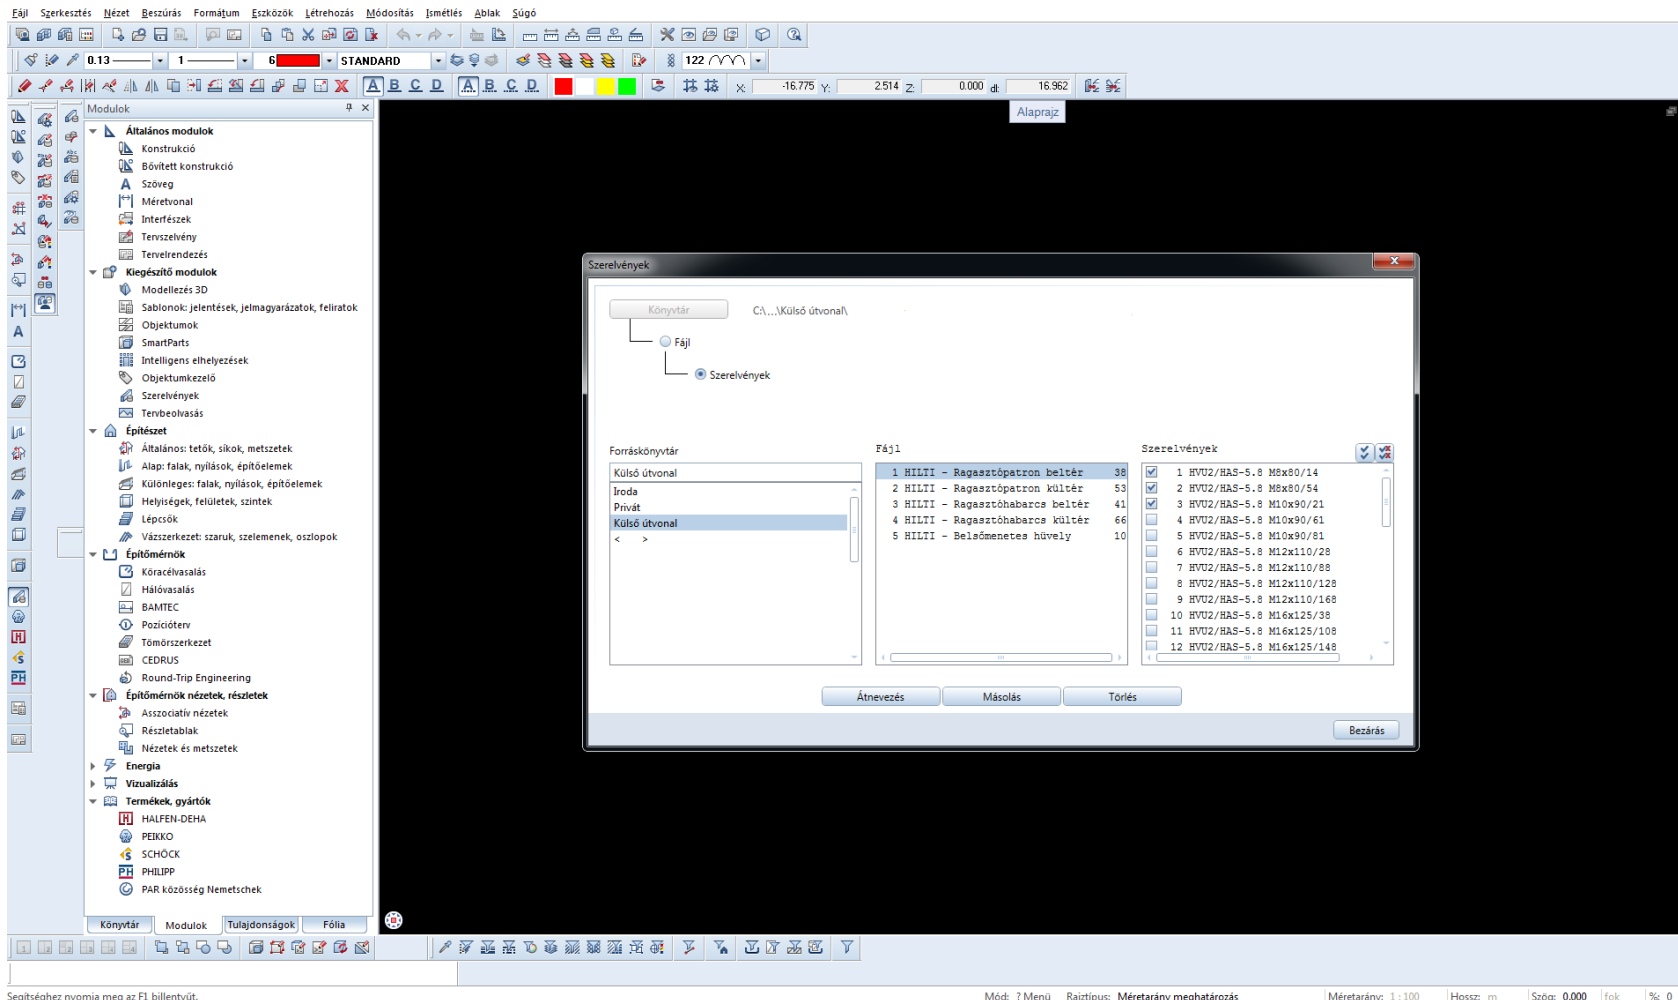 Fájl Szerkesztés Nézet Beszúrás Formátum Eszközök Létrehozás Módosítás Ismétlés Ablak Súgó
0.13 1 6 STANDARD 122
A B C D A B C D x: -16.775 y: 2.514 z: 0.000 dl: 16.962
Alaprajz
Modulok
Általános modulok
Konstrukció
Bővített konstrukció
Szöveg
Méretvonal
Interfészek
Tervszelvény
Tervelrendezés
Kiegészítő modulok
Modellezés 3D
Sablonok: jelentések, jelmagyarázatok, feliratok
Objektumok
SmartParts
Intelligens elhelyezések
Objektumkezelő
Szerelvények
Tervbeolvasás
Építészet
Általános: tetők, síkok, metszetek
Alap: falak, nyílások, építőelemek
Különleges: falak, nyílások, építőelemek
Helyiségek, felületek, szintek
Lépcsők
Vázszerkezet: szaruk, szelemenek, oszlopok
Építőmérnök
Köracélvasalás
Hálóvasalás
BAMTEC
Pozícióterv
Tömörszerkezet
CEDRUS
Round-Trip Engineering
Építőmérnök nézetek, részletek
Asszociatív nézetek
Részletablak
Nézetek és metszetek
Energia
Vizualizálás
Termékek, gyártók
HALFEN-DEHA
PEIKKO
SCHÖCK
PHILIPP
PAR közösség Nemetschek
Könyvtár Modulok Tulajdonságok Fólia
Szerelvények
Könyvtár C:\...\Külső útvonal\
Fájl
Szerelvények
Forráskönyvtár
Külső útvonal
Iroda
Privát
Külső útvonal
< >
Fájl
1 HILTI - Ragasztópatron beltér 38
2 HILTI - Ragasztópatron kültér 53
3 HILTI - Ragasztóhabarcs beltér 41
4 HILTI - Ragasztóhabarcs kültér 66
5 HILTI - Belsőmenetes hüvely 10
Szerelvények
1 HVU2/HAS-5.8 M8x80/14
2 HVU2/HAS-5.8 M8x80/54
3 HVU2/HAS-5.8 M10x90/21
4 HVU2/HAS-5.8 M10x90/61
5 HVU2/HAS-5.8 M10x90/81
6 HVU2/HAS-5.8 M12x110/28
7 HVU2/HAS-5.8 M12x110/88
8 HVU2/HAS-5.8 M12x110/128
9 HVU2/HAS-5.8 M12x110/168
10 HVU2/HAS-5.8 M16x125/38
11 HVU2/HAS-5.8 M16x125/108
12 HVU2/HAS-5.8 M16x125/148
Átnevezés Másolás Törlés
Bezárás
Segítséghez nyomja meg az F1 billentyűt. Mód: ? Menü Rajztípus: Méretarány meghatározás Méretarány: 1:100 Hossz: m Szög: 0.000 fok %: 0